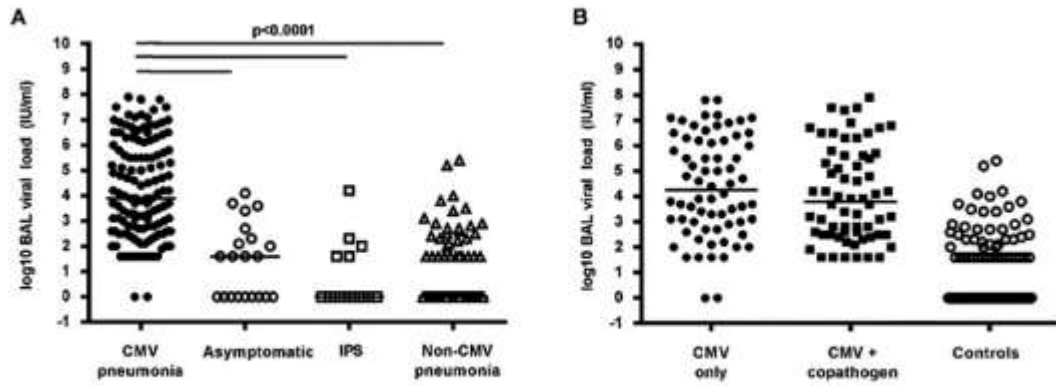 A
p<0.0001
log10 BAL viral load (IU/ml)
10
9
8
7
6
5
4
3
2
1
0
-1
CMV pneumonia
Asymptomatic
IPS
Non-CMV pneumonia
B
log10 BAL viral load (IU/ml)
10
9
8
7
6
5
4
3
2
1
0
-1
CMV only
CMV + copathogen
Controls